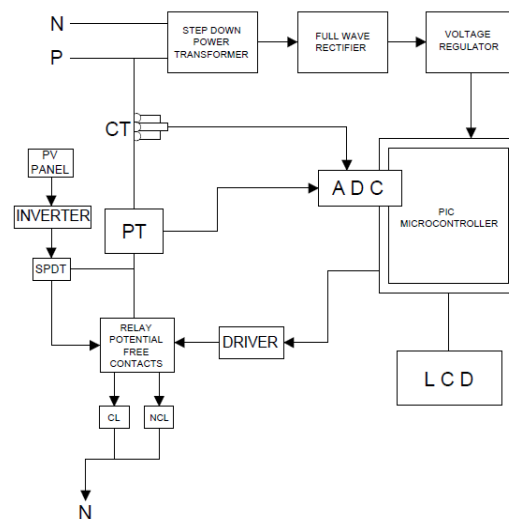 N
P
STEP DOWN
POWER
TRANSFORMER
FULL WAVE
RECTIFIER
VOLTAGE
REGULATOR
CT
PV
PANEL
A D C
PIC
MICROCONTROLLER
INVERTER
PT
SPDT
RELAY
POTENTIAL
FREE
CONTACTS
DRIVER
L C D
CL
NCL
N